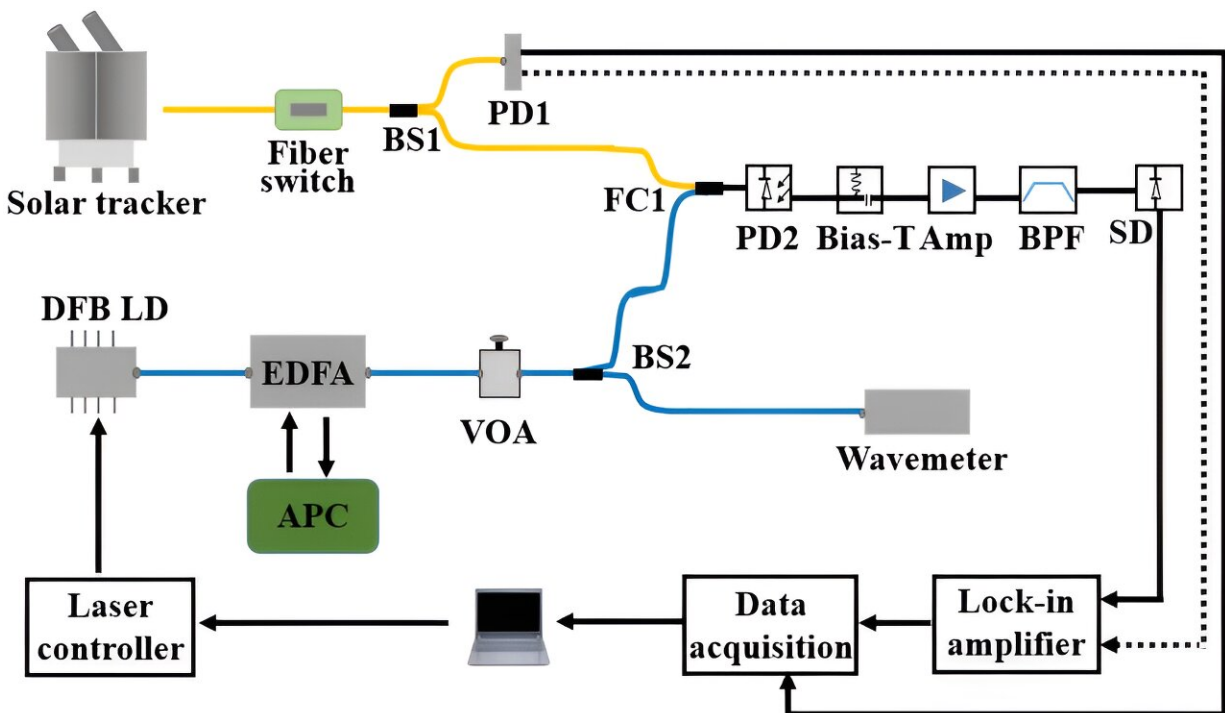 PD1
BS1
Fiber
switch
Solar tracker
FC1
PD2
Bias-T
Amp
BPF
SD
DFB LD
EDFA
VOA
BS2
Wavemeter
APC
Laser
controller
Data
acquisition
Lock-in
amplifier